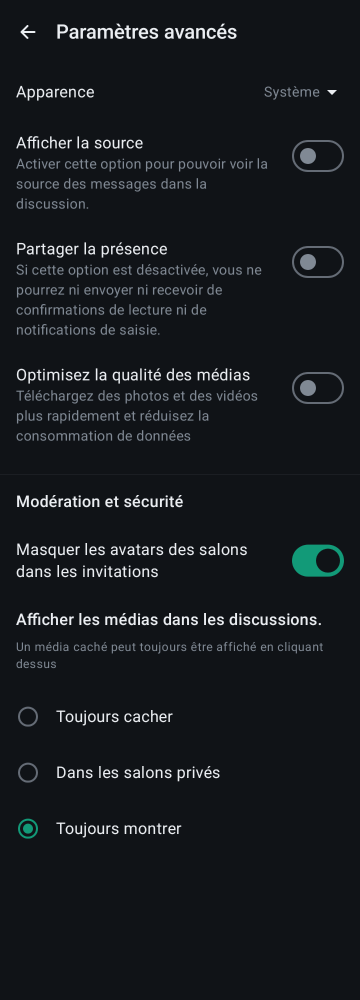 Paramètres avancés
Apparence
Système
Afficher la source
Activer cette option pour pouvoir voir la
source des messages dans la
discussion.
Partager la présence
Si cette option est désactivée, vous ne
pourrez ni envoyer ni recevoir de
confirmations de lecture ni de
notifications de saisie.
Optimisez la qualité des médias
Téléchargez des photos et des vidéos
plus rapidement et réduisez la
consommation de données
Modération et sécurité
Masquer les avatars des salons
dans les invitations
Afficher les médias dans les discussions.
Un média caché peut toujours être affiché en cliquant
dessus
Toujours cacher
Dans les salons privés
Toujours montrer